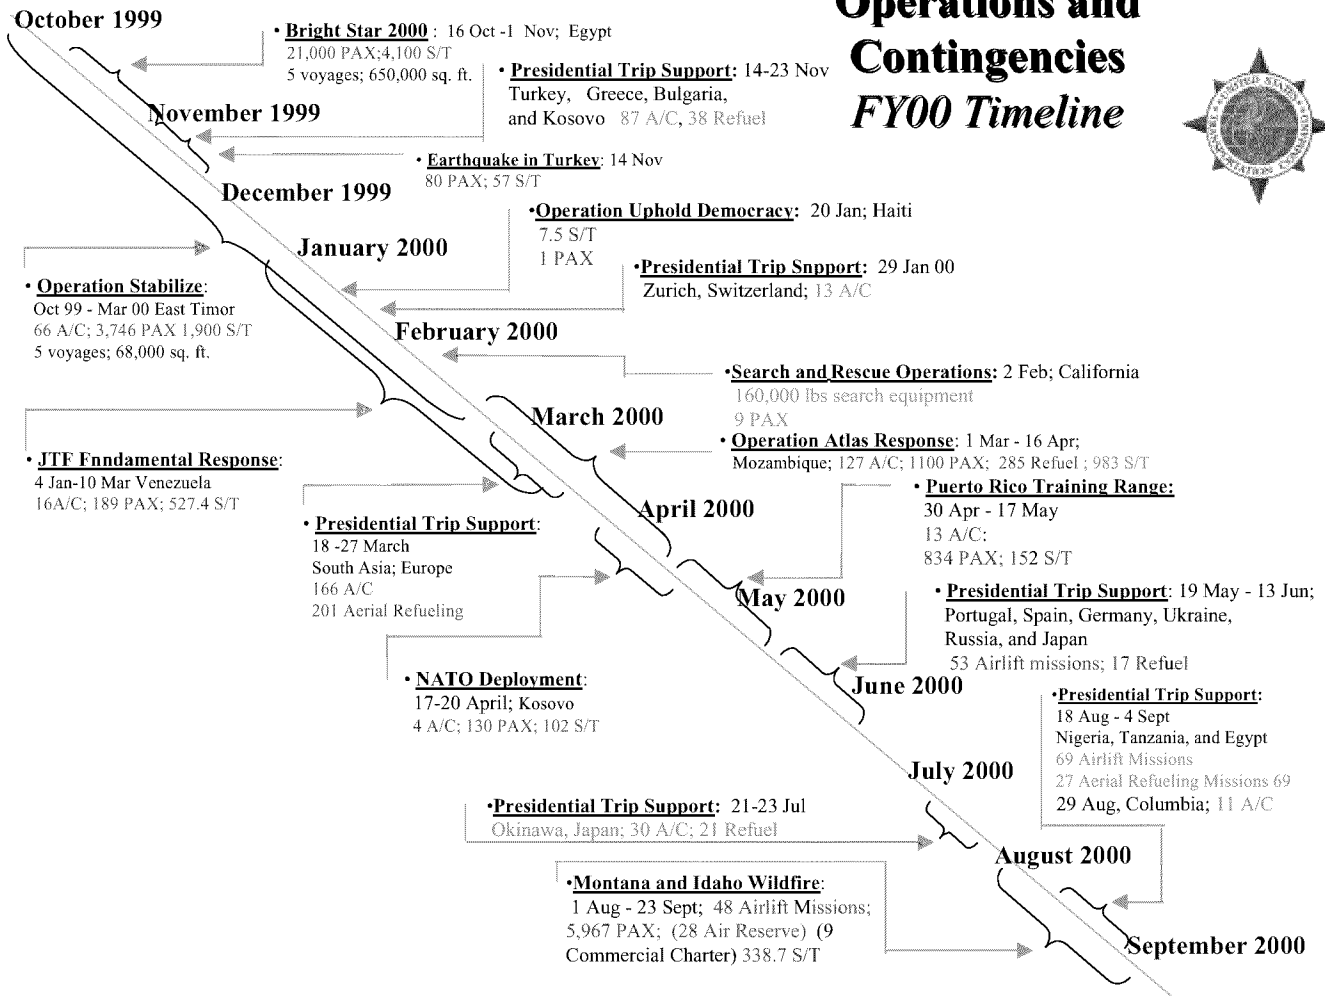 Operations and
Contingencies
FY00 Timeline
UNITED STATES TRANSPORTATION COMMAND
October 1999
• Bright Star 2000 : 16 Oct -1 Nov; Egypt
21,000 PAX;4,100 S/T
5 voyages; 650,000 sq. ft.
• Presidential Trip Support: 14-23 Nov
Turkey, Greece, Bulgaria,
and Kosovo 87 A/C, 38 Refuel
November 1999
• Earthquake in Turkey: 14 Nov
80 PAX; 57 S/T
December 1999
•Operation Uphold Democracy: 20 Jan; Haiti
7.5 S/T
1 PAX
January 2000
•Presidential Trip Snpport: 29 Jan 00
Zurich, Switzerland; 13 A/C
• Operation Stabilize:
Oct 99 - Mar 00 East Timor
66 A/C; 3,746 PAX 1,900 S/T
5 voyages; 68,000 sq. ft.
February 2000
•Search and Rescue Operations: 2 Feb; California
160,000 lbs search equipment
9 PAX
March 2000
• Operation Atlas Response: 1 Mar - 16 Apr;
Mozambique; 127 A/C; 1100 PAX; 285 Refuel ; 983 S/T
• JTF Fnndamental Response:
4 Jan-10 Mar Venezuela
16A/C; 189 PAX; 527.4 S/T
• Puerto Rico Training Range:
30 Apr - 17 May
13 A/C:
834 PAX; 152 S/T
April 2000
• Presidential Trip Support:
18 -27 March
South Asia; Europe
166 A/C
201 Aerial Refueling
May 2000
• Presidential Trip Support: 19 May - 13 Jun;
Portugal, Spain, Germany, Ukraine,
Russia, and Japan
53 Airlift missions; 17 Refuel
• NATO Deployment:
17-20 April; Kosovo
4 A/C; 130 PAX; 102 S/T
June 2000
•Presidential Trip Support:
18 Aug - 4 Sept
Nigeria, Tanzania, and Egypt
69 Airlift Missions
27 Aerial Refueling Missions 69
29 Aug, Columbia; 11 A/C
July 2000
•Presidential Trip Support: 21-23 Jul
Okinawa, Japan; 30 A/C; 21 Refuel
August 2000
•Montana and Idaho Wildfire:
1 Aug - 23 Sept; 48 Airlift Missions;
5,967 PAX; (28 Air Reserve) (9
Commercial Charter) 338.7 S/T
September 2000